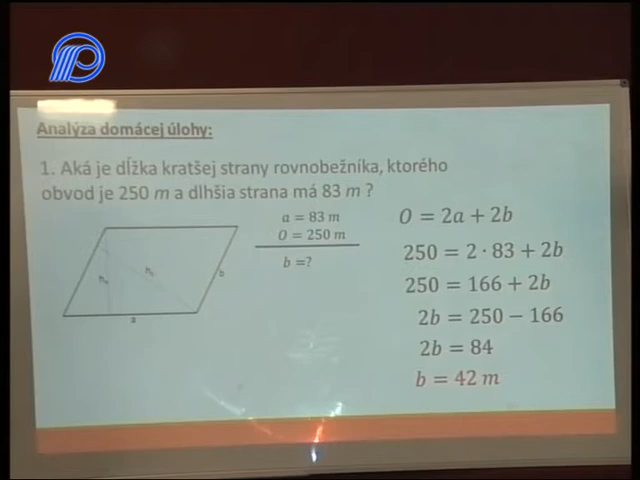 Analýza domácej úlohy:
1. Aká je dĺžka kratšej strany rovnobežníka, ktorého
obvod je 250 m a dlhšia strana má 83 m ?
a = 83 m
O = 250 m
b =?
a
b
O = 2a + 2b
250 = 2 · 83 + 2b
250 = 166 + 2b
2b = 250 − 166
2b = 84
b = 42 m